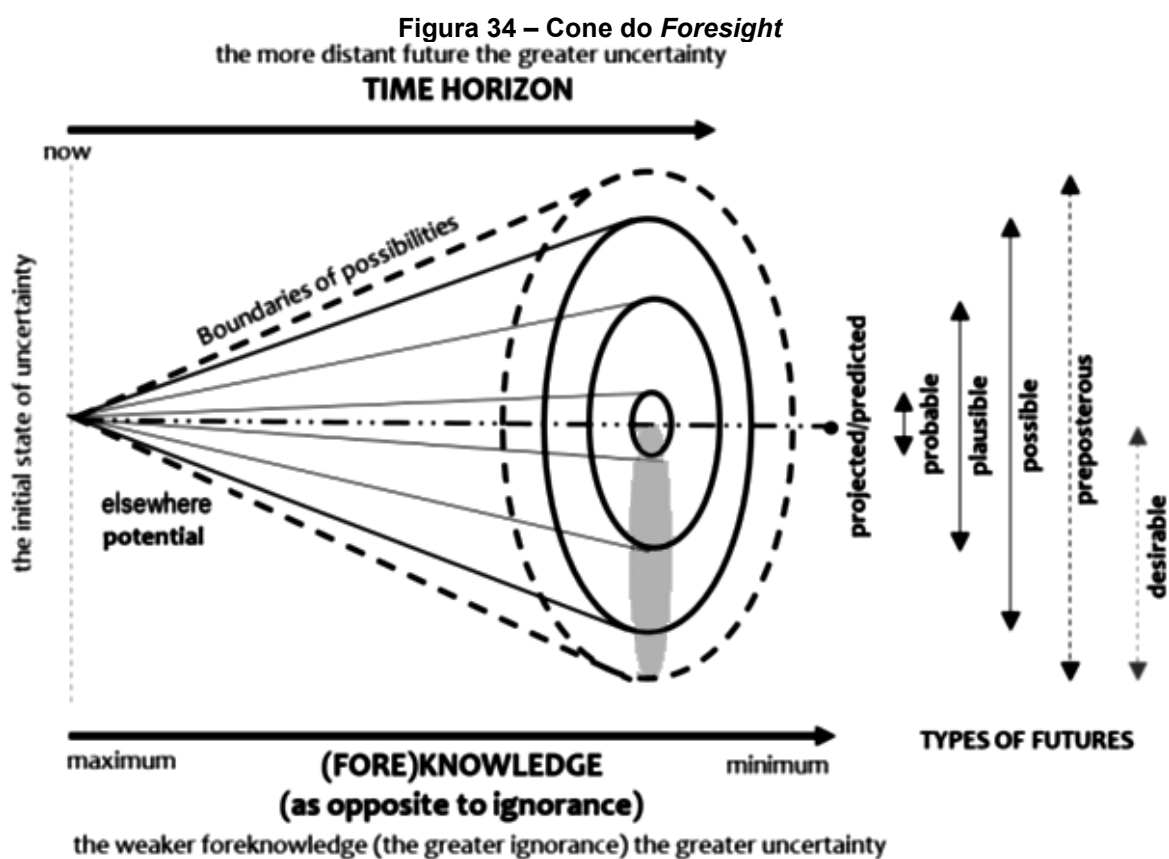 Figura 34 – Cone do Foresight
the more distant future the greater uncertainty
TIME HORIZON
now
the initial state of uncertainty
Boundaries of possibilities
elsewhere
potential
projected/predicted
probable
plausible
possible
preposterous
desirable
TYPES OF FUTURES
maximum
minimum
(FORE)KNOWLEDGE
(as opposite to ignorance)
the weaker foreknowledge (the greater ignorance) the greater uncertainty